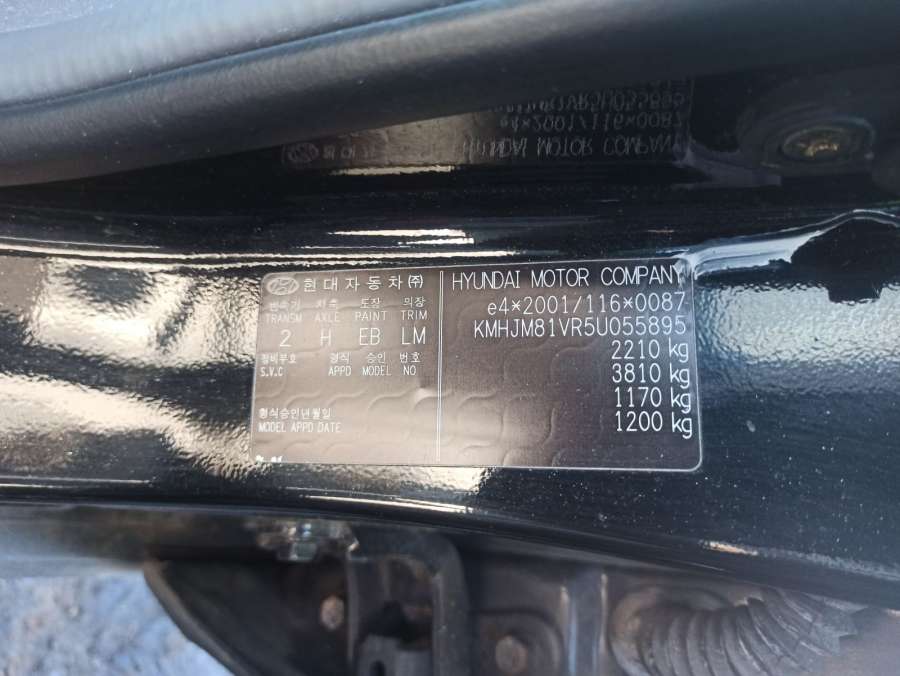 현대자동차(주)
변속기 차축 도장 의장
TRANSM AXLE PAINT TRIM
2 H EB LM
정비부호 형식 승인 번호
S.V.C APPD MODEL NO
형식승인년월일
MODEL APPD DATE
HYUNDAI MOTOR COMPANY
e4*2001/116*0087
KMHJM81VR5U055895
2210 kg
3810 kg
1170 kg
1200 kg